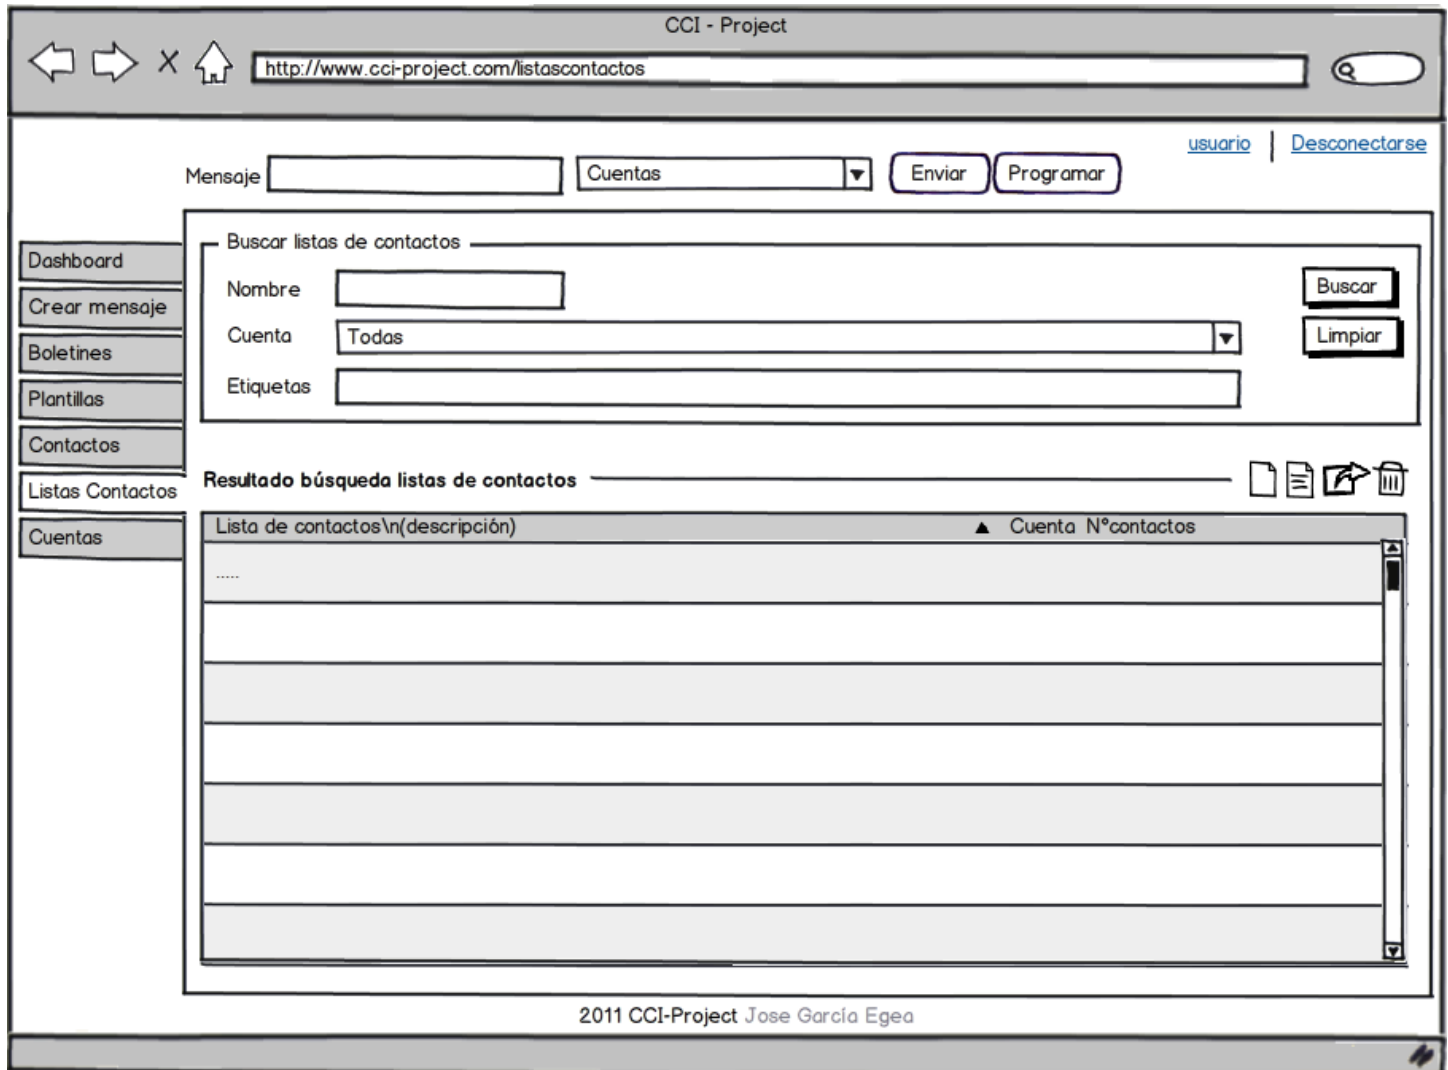 CCI - Project
http://www.cci-project.com/listascontactos
usuario | Desconectarse
Mensaje Cuentas Enviar Programar
Buscar listas de contactos
Nombre Buscar
Cuenta Todas Limpiar
Etiquetas
Dashboard
Crear mensaje
Boletines
Plantillas
Contactos
Listas Contactos
Cuentas
Resultado búsqueda listas de contactos
Lista de contactos\n(descripción) ▲ Cuenta N°contactos
.....
2011 CCI-Project Jose García Egea